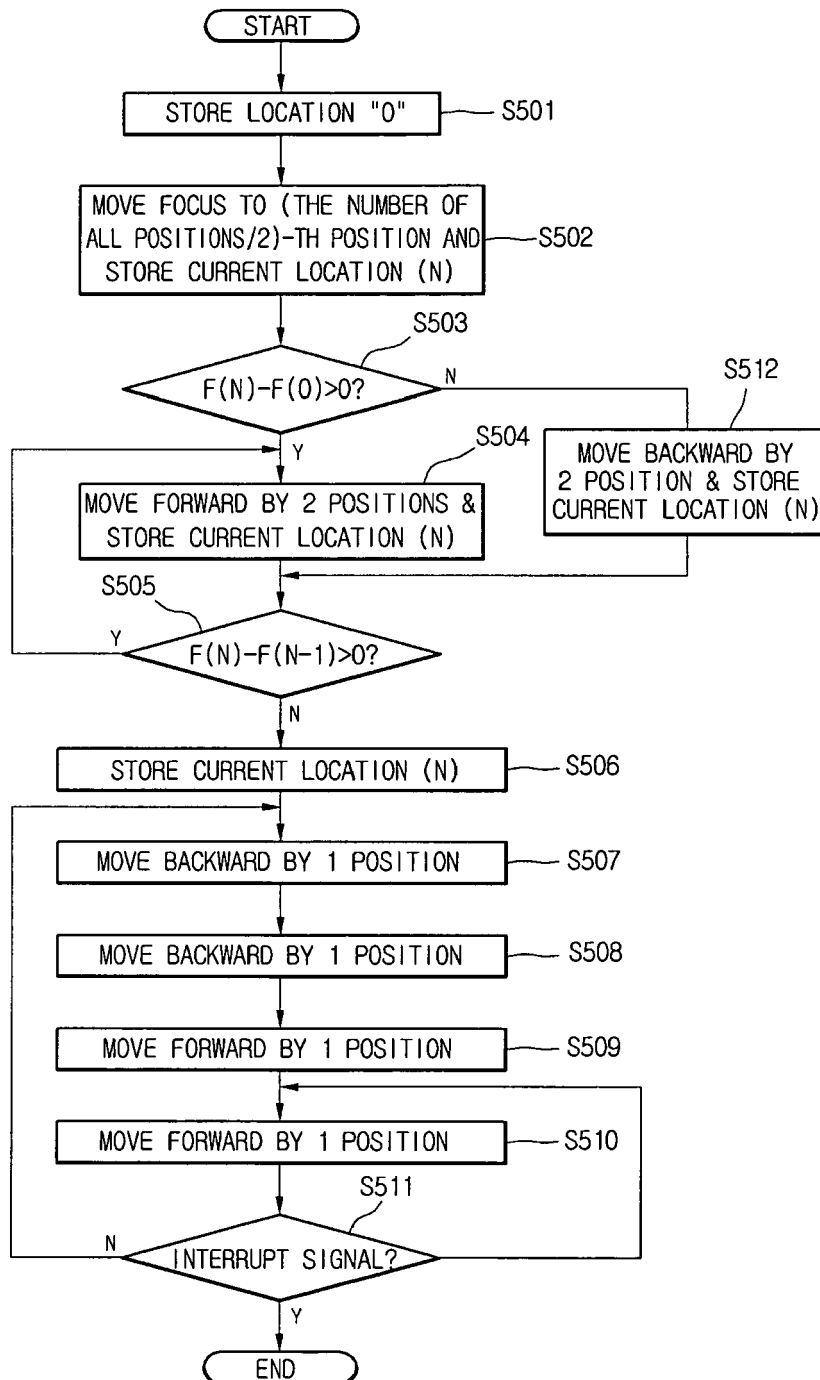 START
STORE LOCATION "0"
S501
MOVE FOCUS TO (THE NUMBER OF
ALL POSITIONS/2)-TH POSITION AND
STORE CURRENT LOCATION (N)
S502
S503
F(N)-F(0)>0?
N
Y
S512
MOVE BACKWARD BY
2 POSITION & STORE
CURRENT LOCATION (N)
S504
MOVE FORWARD BY 2 POSITIONS &
STORE CURRENT LOCATION (N)
S505
Y
F(N)-F(N-1)>0?
N
STORE CURRENT LOCATION (N)
S506
MOVE BACKWARD BY 1 POSITION
S507
MOVE BACKWARD BY 1 POSITION
S508
MOVE FORWARD BY 1 POSITION
S509
MOVE FORWARD BY 1 POSITION
S510
S511
N
INTERRUPT SIGNAL?
Y
END